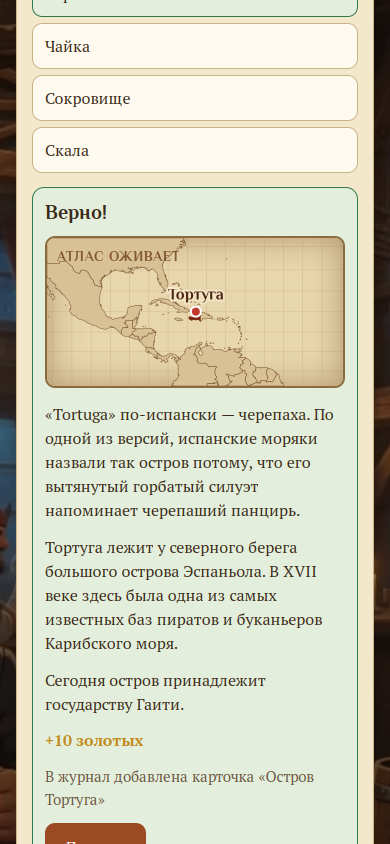 Чайка
Сокровище
Скала
Верно!
АТЛАС ОЖИВАЕТ
Тортуга
«Tortuga» по-испански — черепаха. По
одной из версий, испанские моряки
назвали так остров потому, что его
вытянутый горбатый силуэт
напоминает черепаший панцирь.
Тортуга лежит у северного берега
большого острова Эспаньола. В XVII
веке здесь была одна из самых
известных баз пиратов и буканьеров
Карибского моря.
Сегодня остров принадлежит
государству Гаити.
+10 золотых
В журнал добавлена карточка «Остров
Тортуга»